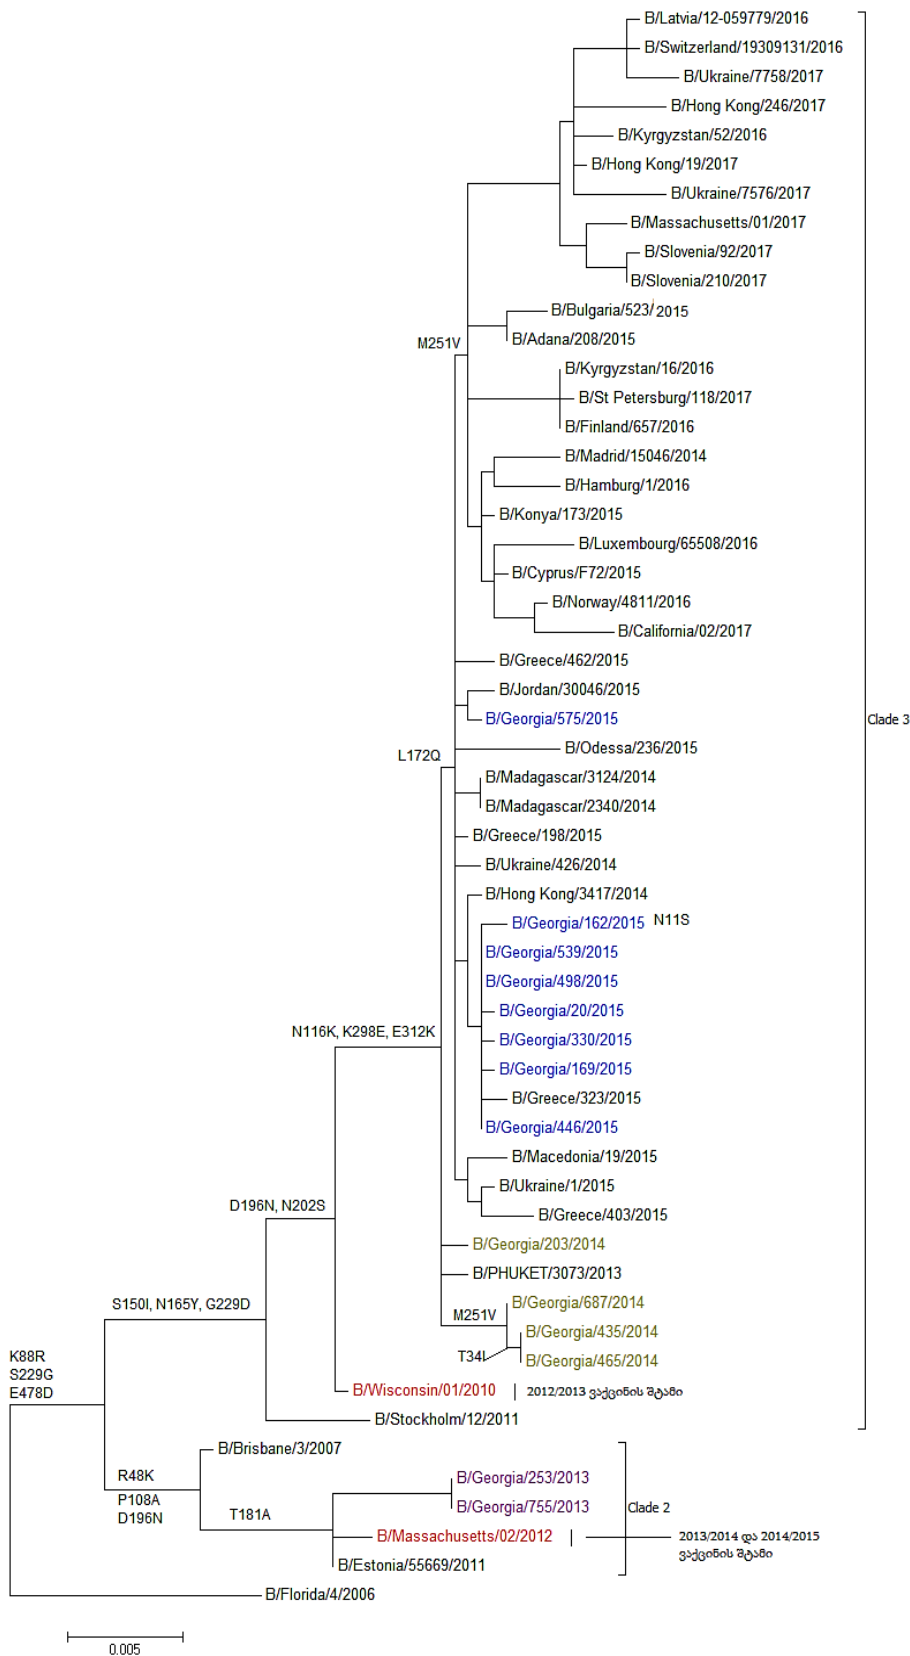 B/Latvia/12-059779/2016
B/Switzerland/19309131/2016
B/Ukraine/7758/2017
B/Hong Kong/246/2017
B/Kyrgyzstan/52/2016
B/Hong Kong/19/2017
B/Ukraine/7576/2017
B/Massachusetts/01/2017
B/Slovenia/92/2017
B/Slovenia/210/2017
B/Bulgaria/523/2015
M251V
B/Adana/208/2015
B/Kyrgyzstan/16/2016
B/St Petersburg/118/2017
B/Finland/657/2016
B/Madrid/15046/2014
B/Hamburg/1/2016
B/Konya/173/2015
B/Luxembourg/65508/2016
B/Cyprus/F72/2015
B/Norway/4811/2016
B/California/02/2017
B/Greece/462/2015
B/Jordan/30046/2015
B/Georgia/575/2015
Clade 3
L172Q
B/Odessa/236/2015
B/Madagascar/3124/2014
B/Madagascar/2340/2014
B/Greece/198/2015
B/Ukraine/426/2014
B/Hong Kong/3417/2014
B/Georgia/162/2015 N11S
B/Georgia/539/2015
B/Georgia/498/2015
B/Georgia/20/2015
N116K, K298E, E312K
B/Georgia/330/2015
B/Georgia/169/2015
B/Greece/323/2015
B/Georgia/446/2015
B/Macedonia/19/2015
B/Ukraine/1/2015
D196N, N202S
B/Greece/403/2015
B/Georgia/203/2014
B/PHUKET/3073/2013
S150I, N165Y, G229D
M251V
B/Georgia/687/2014
B/Georgia/435/2014
T34I
B/Georgia/465/2014
K88R
S229G
E478D
B/Wisconsin/01/2010
2012/2013 ვაქცინის შტამი
B/Stockholm/12/2011
B/Brisbane/3/2007
R48K
P108A
D196N
B/Georgia/253/2013
B/Georgia/755/2013
Clade 2
T181A
B/Massachusetts/02/2012
2013/2014 და 2014/2015
ვაქცინის შტამი
B/Estonia/55669/2011
B/Florida/4/2006
0.005